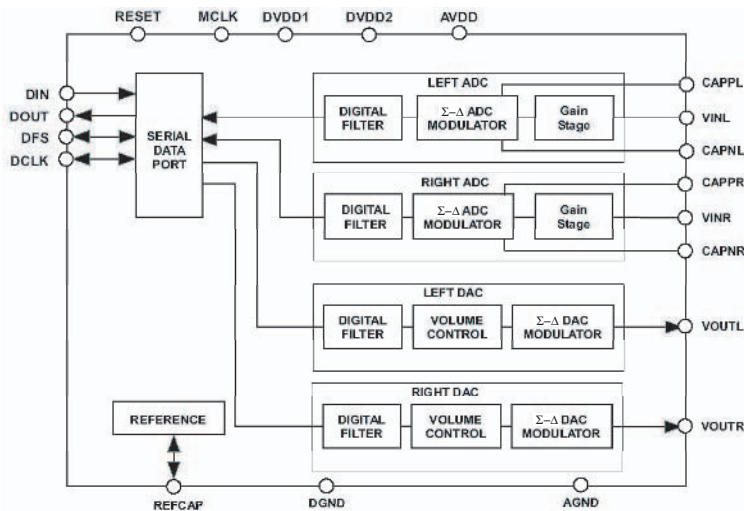 RESET MCLK DVDD1 DVDD2 AVDD
DIN
DOUT
DFS
DCLK
SERIAL
DATA
PORT
LEFT ADC
DIGITAL
FILTER
Σ–Δ ADC
MODULATOR
Gain
Stage
CAPPL
VINL
CAPNL
RIGHT ADC
DIGITAL
FILTER
Σ–Δ ADC
MODULATOR
Gain
Stage
CAPPR
VINR
CAPNR
LEFT DAC
DIGITAL
FILTER
VOLUME
CONTROL
Σ–Δ DAC
MODULATOR
VOUTL
RIGHT DAC
DIGITAL
FILTER
VOLUME
CONTROL
Σ–Δ DAC
MODULATOR
VOUTR
REFERENCE
REFCAP DGND AGND